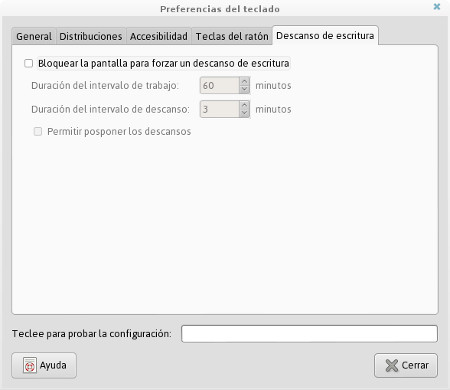 Preferencias del teclado
General Distribuciones Accesibilidad Teclas del ratón Descanso de escritura
Bloquear la pantalla para forzar un descanso de escritura
Duración del intervalo de trabajo: 60 minutos
Duración del intervalo de descanso: 3 minutos
Permitir posponer los descansos
Teclee para probar la configuración:
Ayuda Cerrar